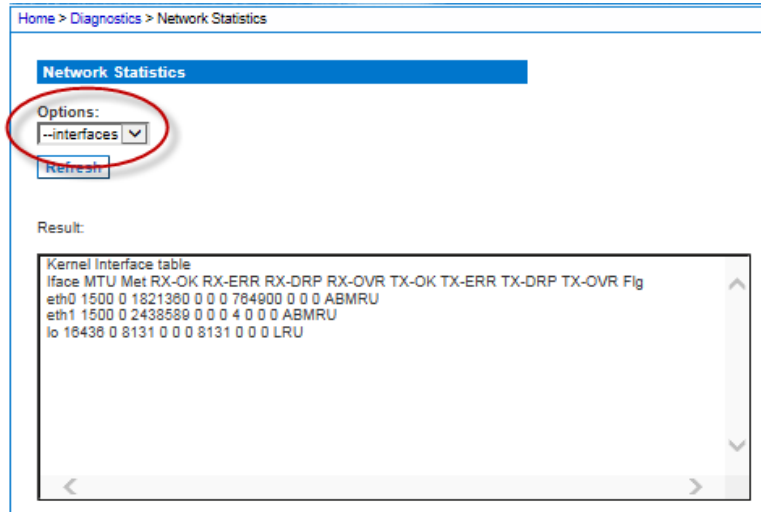 Home > Diagnostics > Network Statistics
Network Statistics
Options:
--interfaces
Refresh
Result:
Kernel Interface table
Iface MTU Met RX-OK RX-ERR RX-DRP RX-OVR TX-OK TX-ERR TX-DRP TX-OVR Flg
eth0 1500 0 1821360 0 0 0 764900 0 0 0 ABMRU
eth1 1500 0 2438589 0 0 0 4 0 0 0 ABMRU
lo 16436 0 8131 0 0 0 8131 0 0 0 LRU